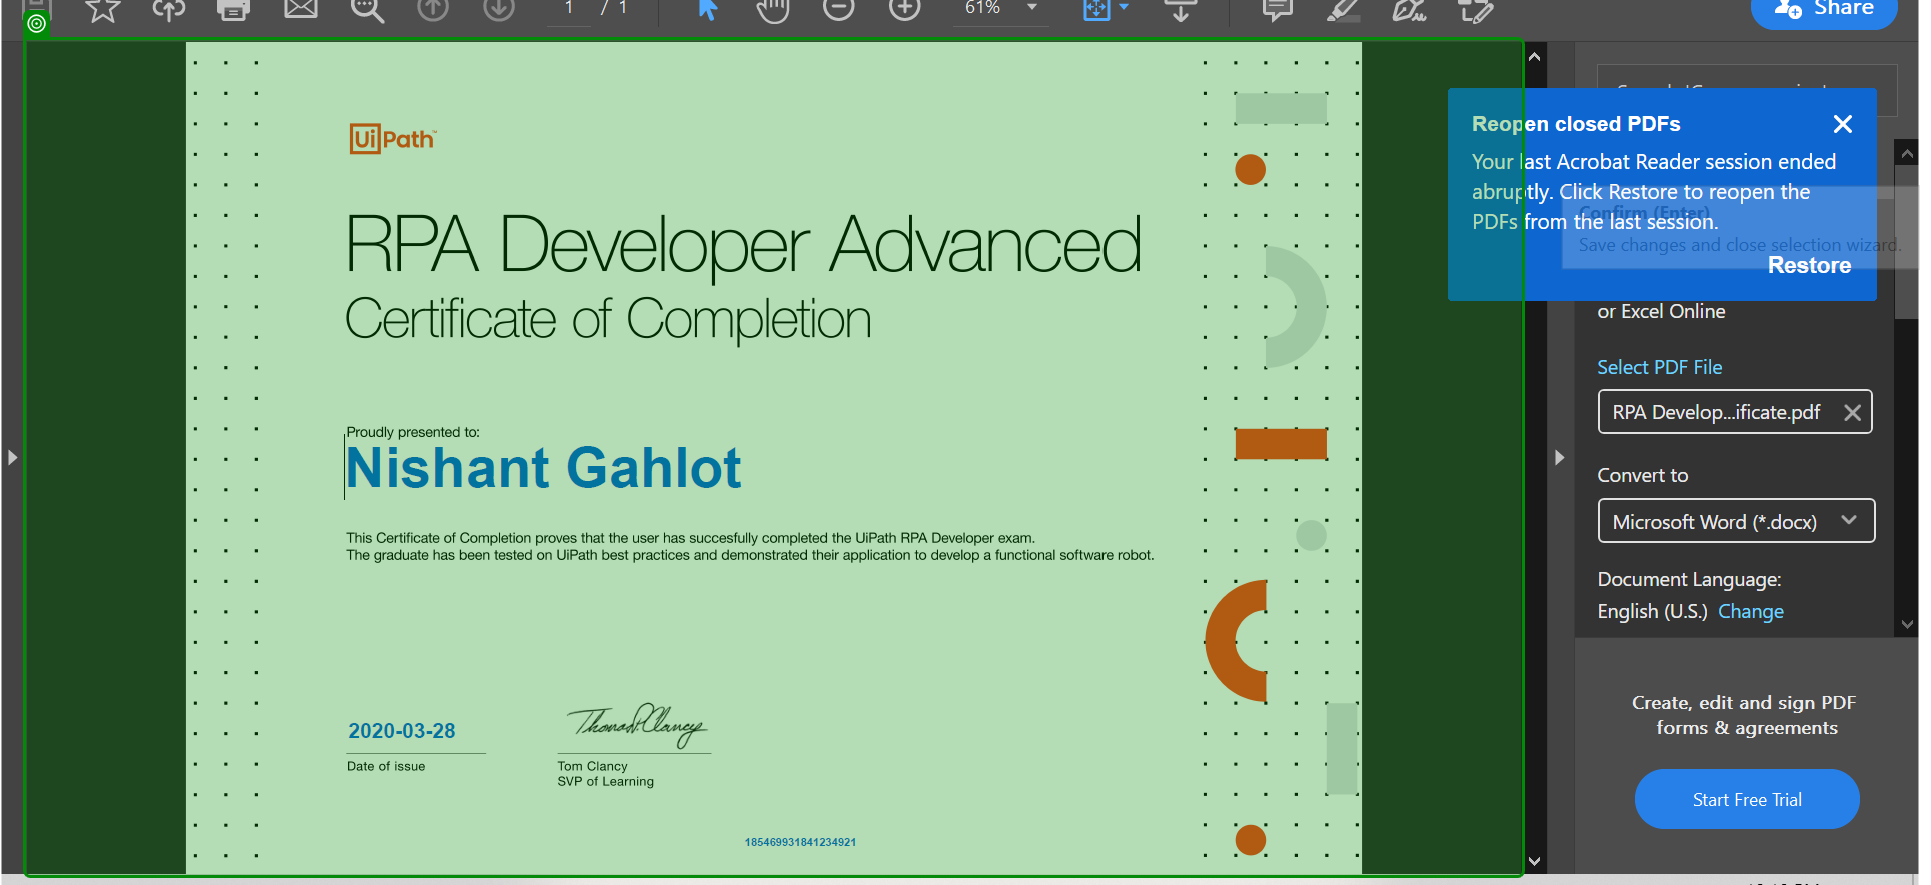 1 / 1
61%
Share
UiPath™
RPA Developer Advanced
Certificate of Completion
Proudly presented to:
Nishant Gahlot
This Certificate of Completion proves that the user has succesfully completed the UiPath RPA Developer exam.
The graduate has been tested on UiPath best practices and demonstrated their application to develop a functional software robot.
2020-03-28
Date of issue
Tom Clancy
SVP of Learning
185469931841234921
Reopen closed PDFs
Your last Acrobat Reader session ended
abruptly. Click Restore to reopen the
PDFs from the last session.
Restore
Confirm (Enter)
Save changes and close selection wizard.
or Excel Online
Select PDF File
RPA Develop...ificate.pdf
Convert to
Microsoft Word (*.docx)
Document Language:
English (U.S.) Change
Create, edit and sign PDF
forms & agreements
Start Free Trial